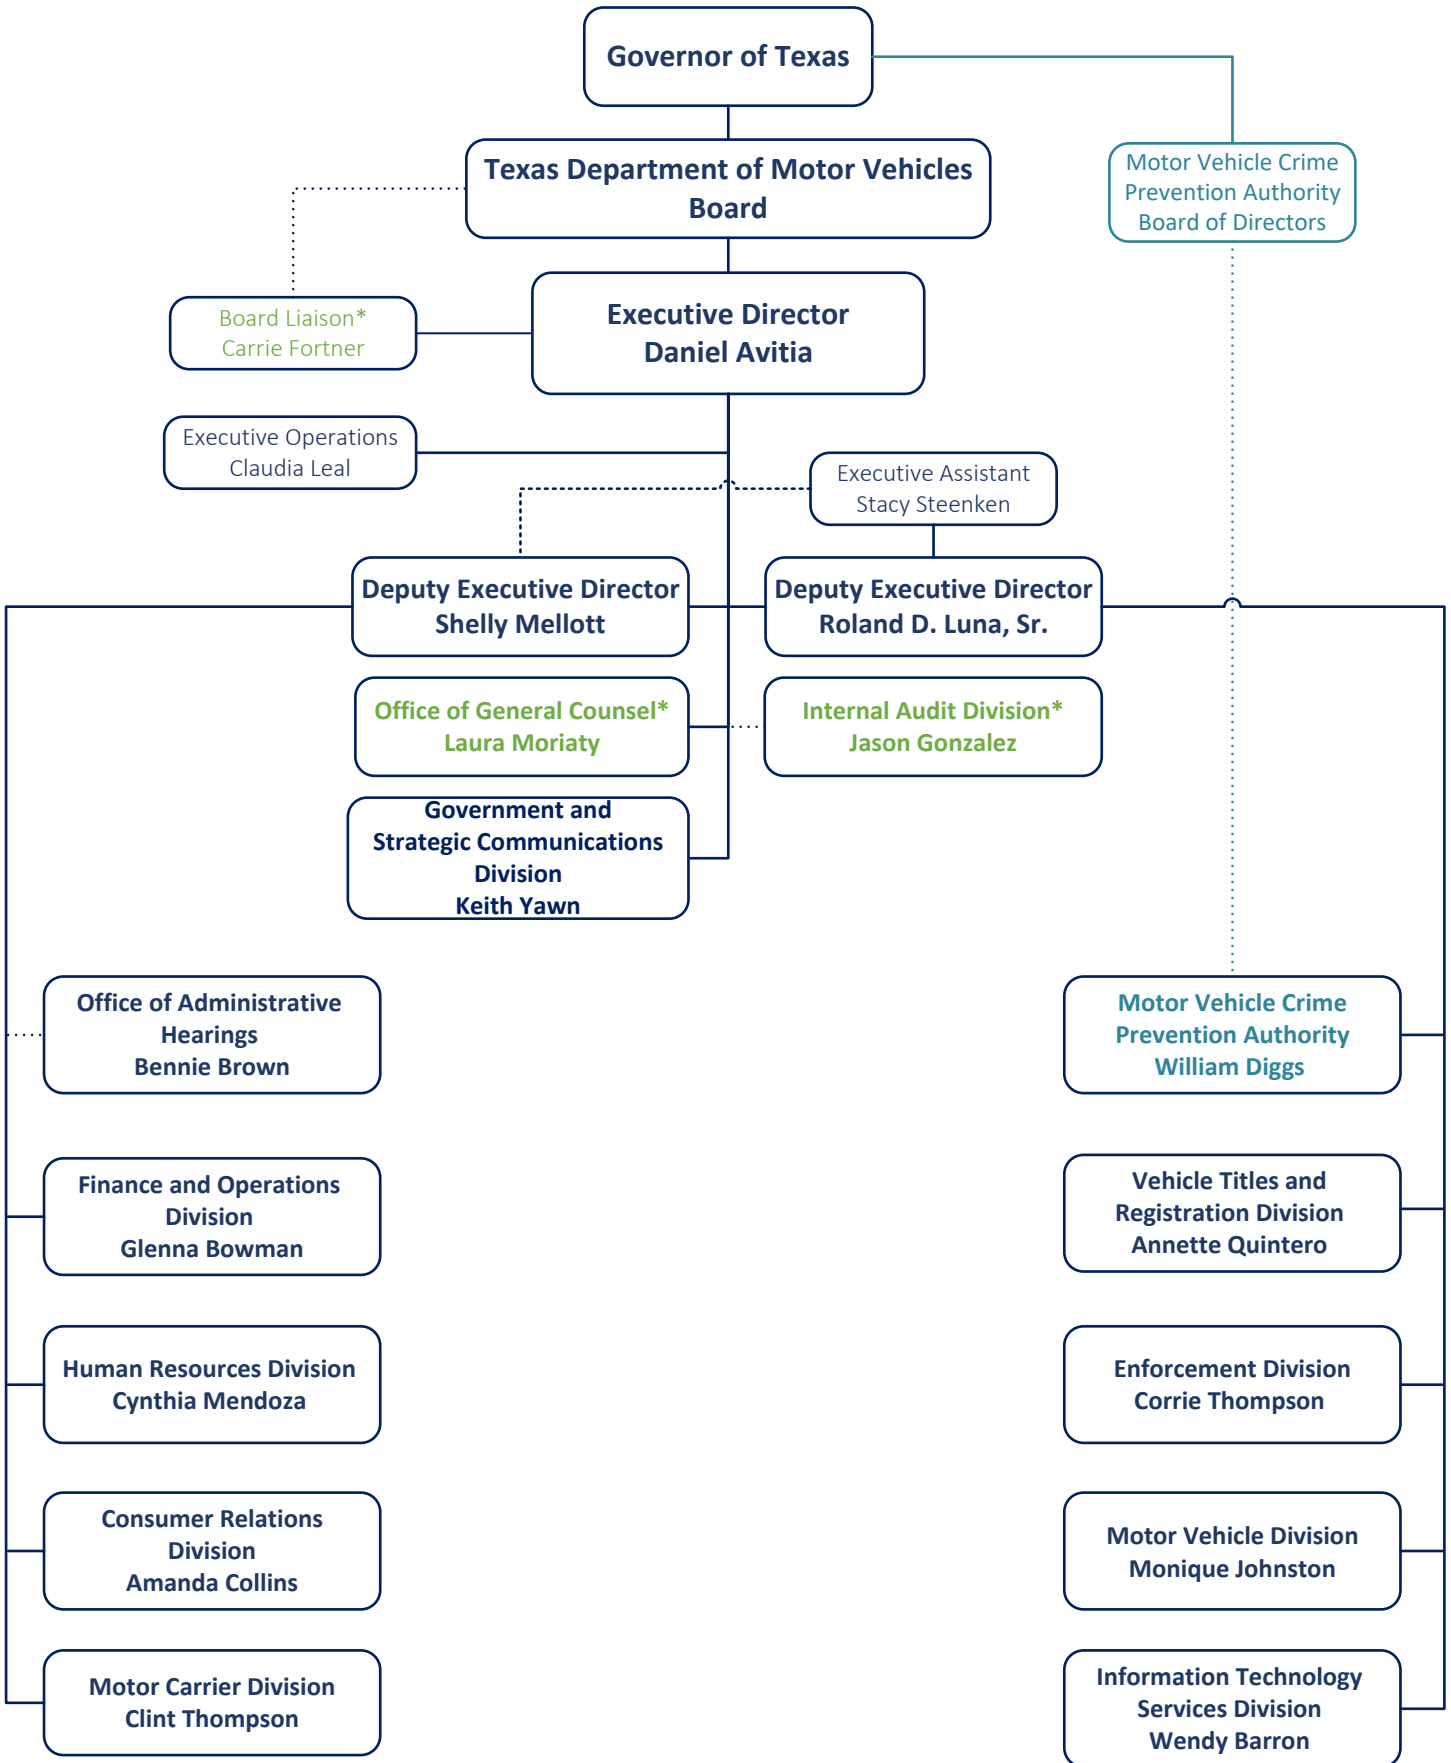 Governor of Texas
Texas Department of Motor Vehicles
Board
Motor Vehicle Crime
Prevention Authority
Board of Directors
Board Liaison*
Carrie Fortner
Executive Director
Daniel Avitia
Executive Operations
Claudia Leal
Executive Assistant
Stacy Steenken
Deputy Executive Director
Shelly Mellott
Deputy Executive Director
Roland D. Luna, Sr.
Office of General Counsel*
Laura Moriaty
Internal Audit Division*
Jason Gonzalez
Government and
Strategic Communications
Division
Keith Yawn
Office of Administrative
Hearings
Bennie Brown
Motor Vehicle Crime
Prevention Authority
William Diggs
Finance and Operations
Division
Glenna Bowman
Vehicle Titles and
Registration Division
Annette Quintero
Human Resources Division
Cynthia Mendoza
Enforcement Division
Corrie Thompson
Consumer Relations
Division
Amanda Collins
Motor Vehicle Division
Monique Johnston
Motor Carrier Division
Clint Thompson
Information Technology
Services Division
Wendy Barron